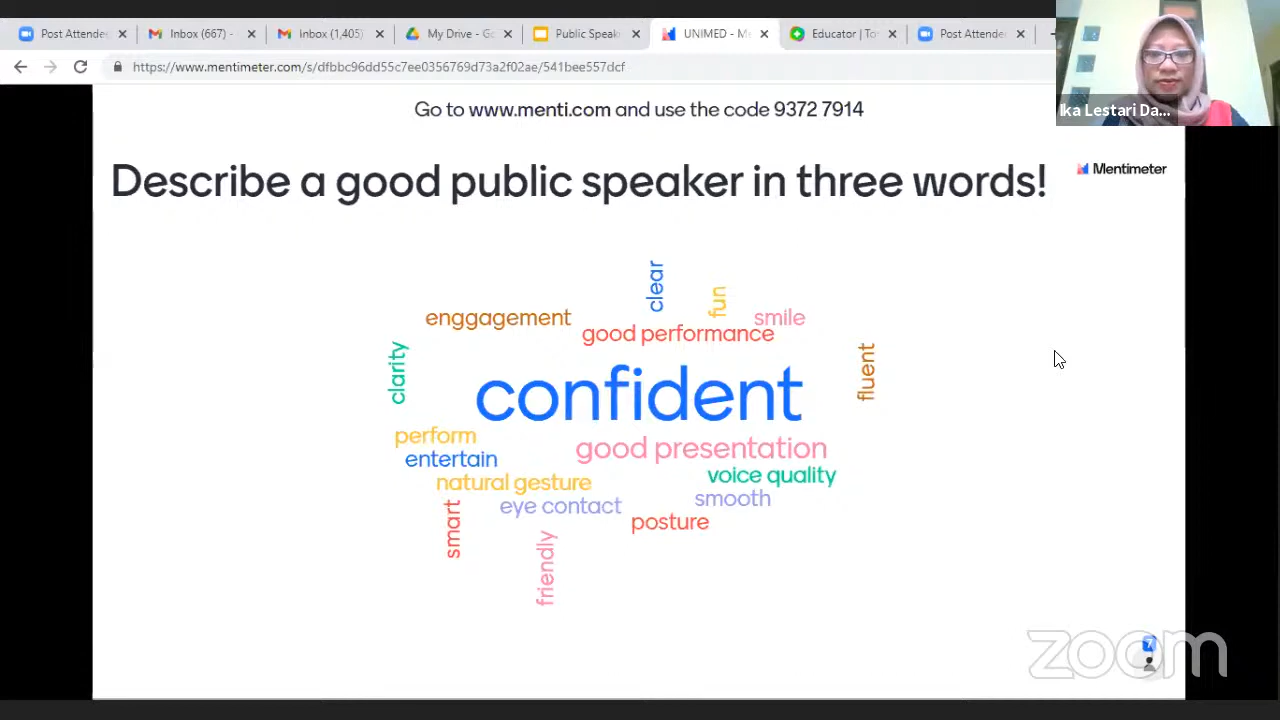 Post Attende
Inbox (667) -
Inbox (1,405)
My Drive - Go
Public Speak
UNIMED - Me
Educator | To
Post Attende
https://www.mentimeter.com/s/dfbbc96dd55c7ee0356769d73a2f02ae/541bee557dcf
Ika Lestari Da...
Go to www.menti.com and use the code 9372 7914
Describe a good public speaker in three words!
Mentimeter
clear
fun
enggagement
smile
good performance
clarity
fluent
confident
perform
good presentation
entertain
voice quality
natural gesture
smooth
eye contact
smart
posture
friendly
7
zoom